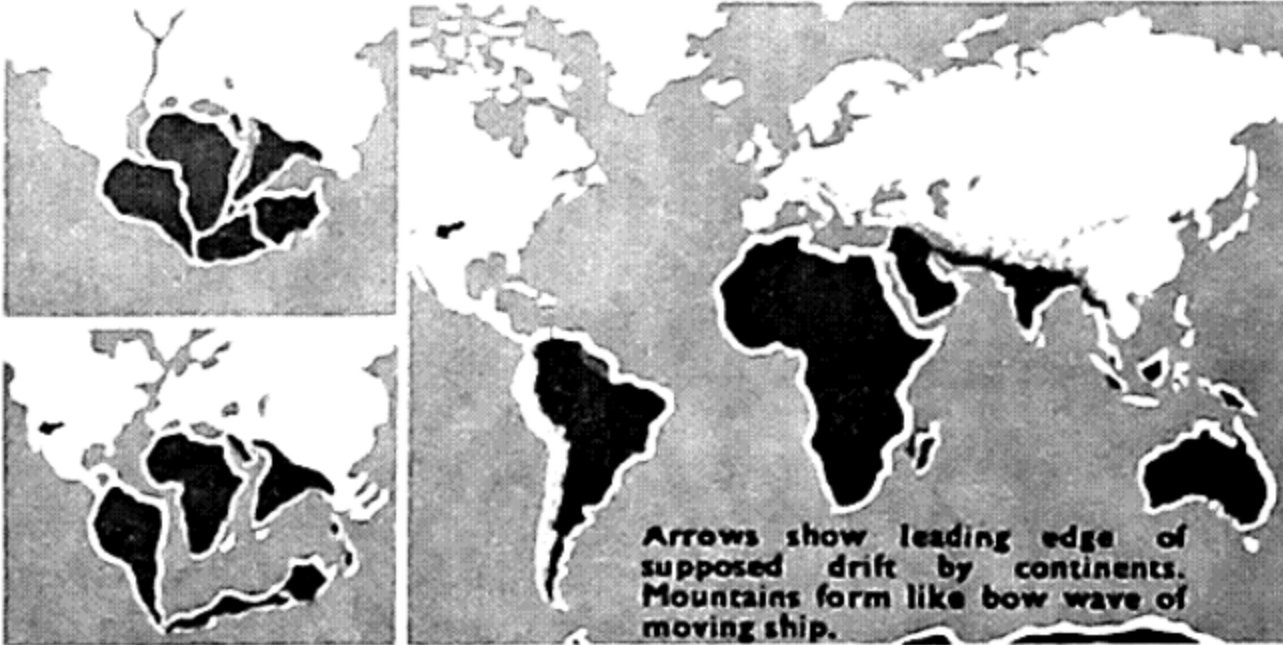 Arrows show leading edge of
supposed drift by continents.
Mountains form like bow wave of
moving ship.